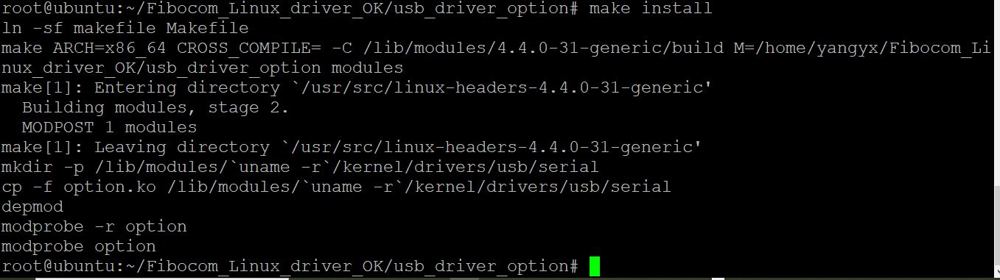 root@ubuntu:~/Fibocom_Linux_driver_OK/usb_driver_option# make install
ln -sf makefile Makefile
make ARCH=x86_64 CROSS_COMPILE= -C /lib/modules/4.4.0-31-generic/build M=/home/yangyx/Fibocom_Li
nux_driver_OK/usb_driver_option modules
make[1]: Entering directory `/usr/src/linux-headers-4.4.0-31-generic'
  Building modules, stage 2.
  MODPOST 1 modules
make[1]: Leaving directory `/usr/src/linux-headers-4.4.0-31-generic'
mkdir -p /lib/modules/`uname -r`/kernel/drivers/usb/serial
cp -f option.ko /lib/modules/`uname -r`/kernel/drivers/usb/serial
depmod
modprobe -r option
modprobe option
root@ubuntu:~/Fibocom_Linux_driver_OK/usb_driver_option#